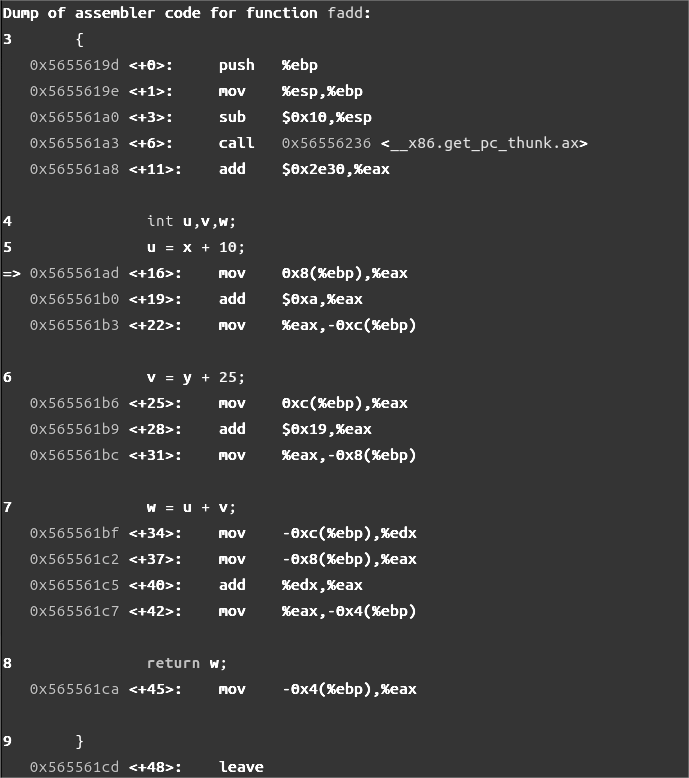 Dump of assembler code for function fadd:
3 {
0x5655619d <+0>: push %ebp
0x5655619e <+1>: mov %esp,%ebp
0x565561a0 <+3>: sub $0x10,%esp
0x565561a3 <+6>: call 0x56556236 <__x86.get_pc_thunk.ax>
0x565561a8 <+11>: add $0x2e30,%eax
4 int u,v,w;
5 u = x + 10;
=> 0x565561ad <+16>: mov 0x8(%ebp),%eax
0x565561b0 <+19>: add $0xa,%eax
0x565561b3 <+22>: mov %eax,-0xc(%ebp)
6 v = y + 25;
0x565561b6 <+25>: mov 0xc(%ebp),%eax
0x565561b9 <+28>: add $0x19,%eax
0x565561bc <+31>: mov %eax,-0x8(%ebp)
7 w = u + v;
0x565561bf <+34>: mov -0xc(%ebp),%edx
0x565561c2 <+37>: mov -0x8(%ebp),%eax
0x565561c5 <+40>: add %edx,%eax
0x565561c7 <+42>: mov %eax,-0x4(%ebp)
8 return w;
0x565561ca <+45>: mov -0x4(%ebp),%eax
9 }
0x565561cd <+48>: leave